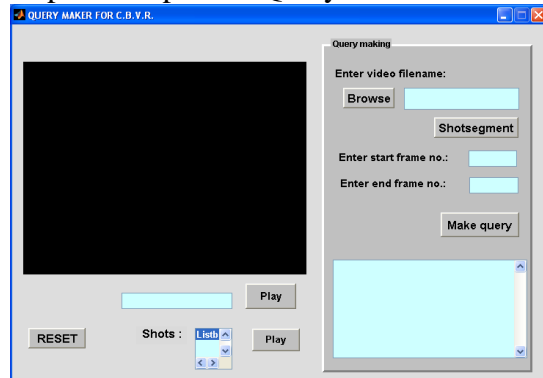 QUERY MAKER FOR C.B.V.R.
Query making
Enter video filename:
Browse
Shotsegment
Enter start frame no.:
Enter end frame no.:
Make query
Play
RESET
Shots :
Listb
Play